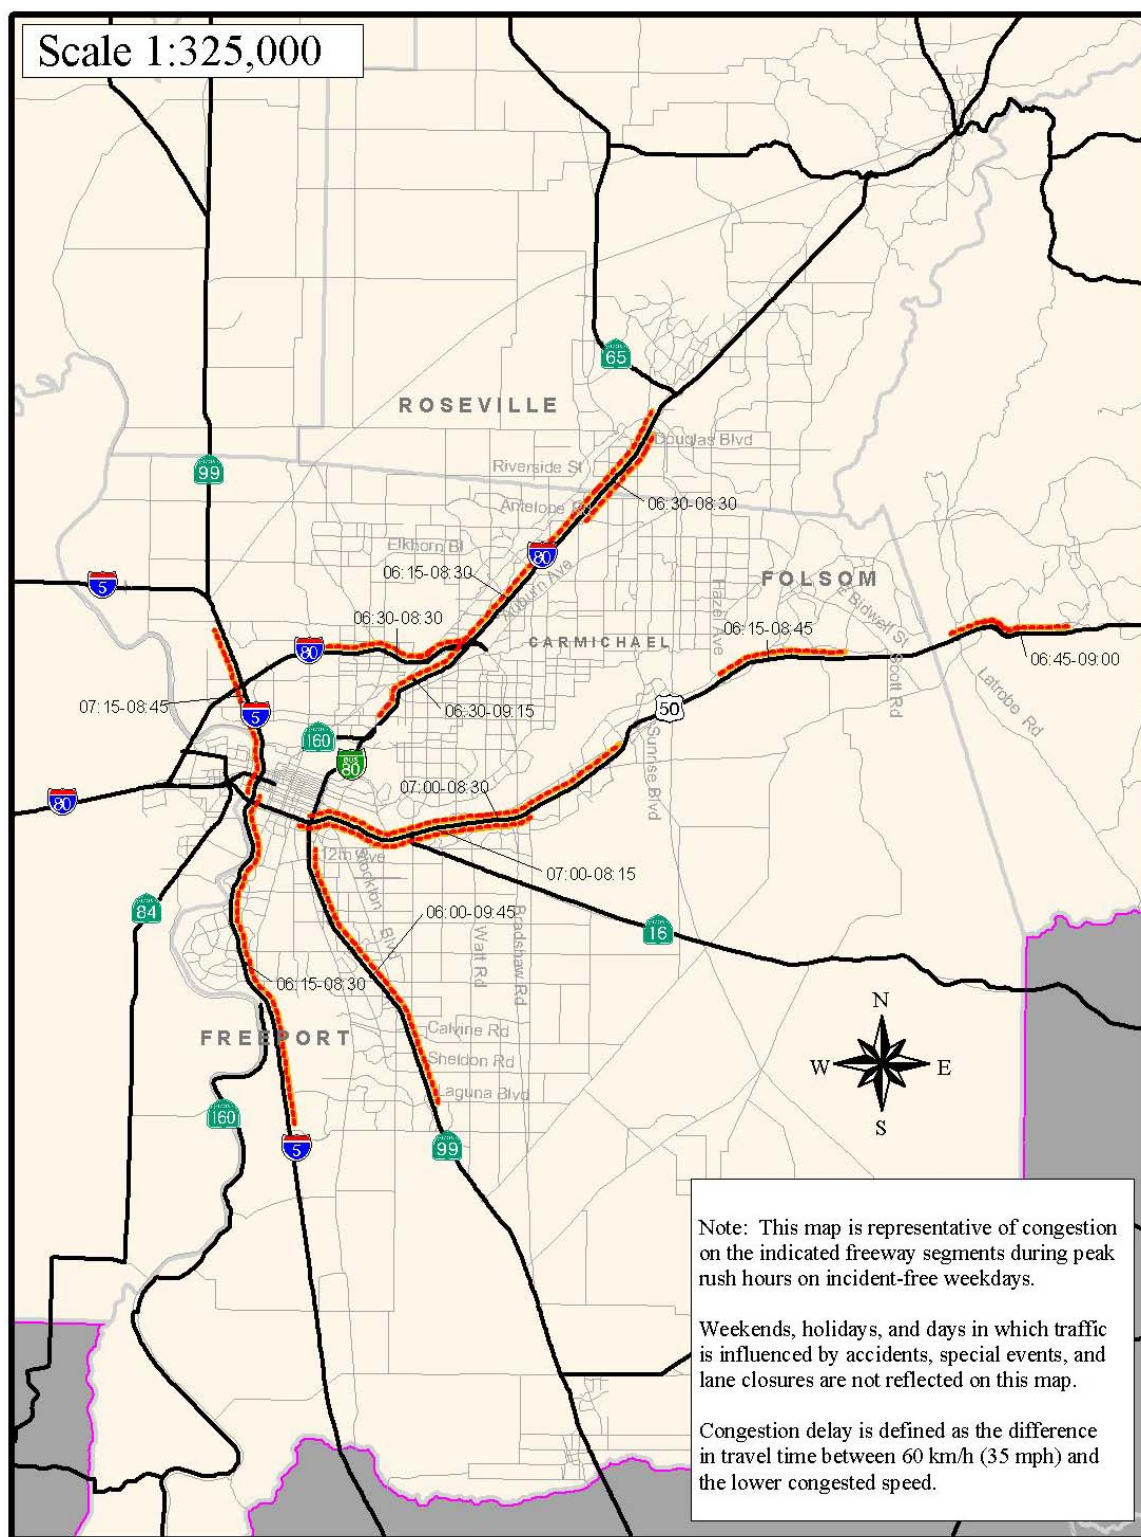 Scale 1:325,000
65
ROSEVILLE
Douglas Blvd
Riverside St
99
06:30-08:30
Antelope Rd
Elkhorn Bl
80
06:15-08:30
Auburn Ave
FOLSOM
5
Haze Ave
E Bidwell St
06:30-08:30
CARMICHAEL
06:15-08:45
80
06:45-09:00
Scott Rd
Latrobe Rd
07:15-08:45
06:30-09:15
50
5
160
Sunrise Blvd
BUS
80
07:00-08:30
80
12th Ave
07:00-08:15
Stockton Blvd
84
06:00-09:45
Bradshaw Rd
16
Watt Rd
06:15-08:30
N
FREEPORT
Calvine Rd
Sheldon Rd
W
E
Laguna Blvd
160
S
5
99
Note: This map is representative of congestion
on the indicated freeway segments during peak
rush hours on incident-free weekdays.
Weekends, holidays, and days in which traffic
is influenced by accidents, special events, and
lane closures are not reflected on this map.
Congestion delay is defined as the difference
in travel time between 60 km/h (35 mph) and
the lower congested speed.